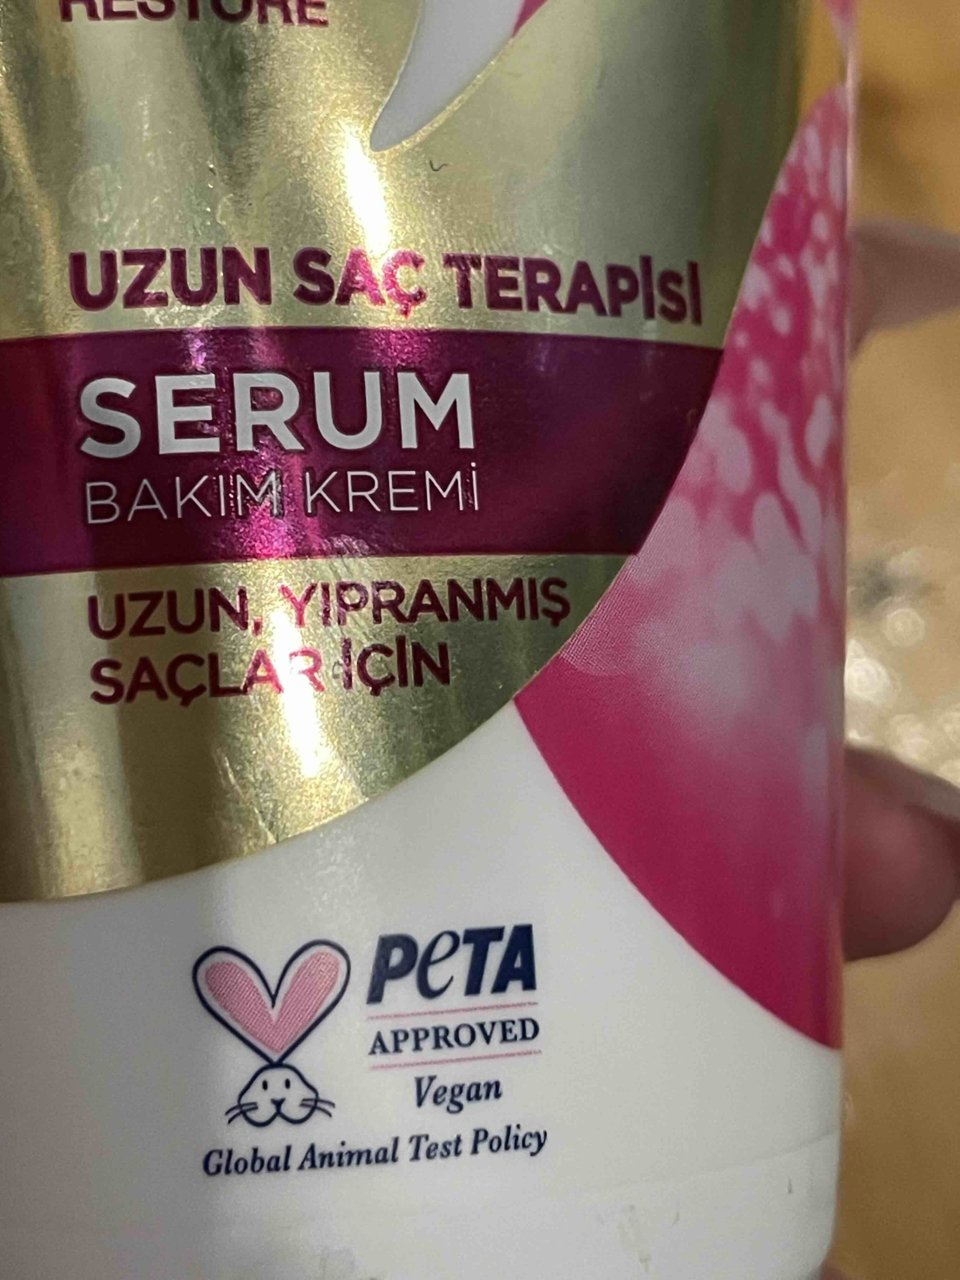 RESTORE
UZUN SAÇ TERAPİSİ
SERUM
BAKIM KREMİ
UZUN, YIPRANMIŞ
SAÇLAR İÇİN
PeTA
APPROVED
Vegan
Global Animal Test Policy